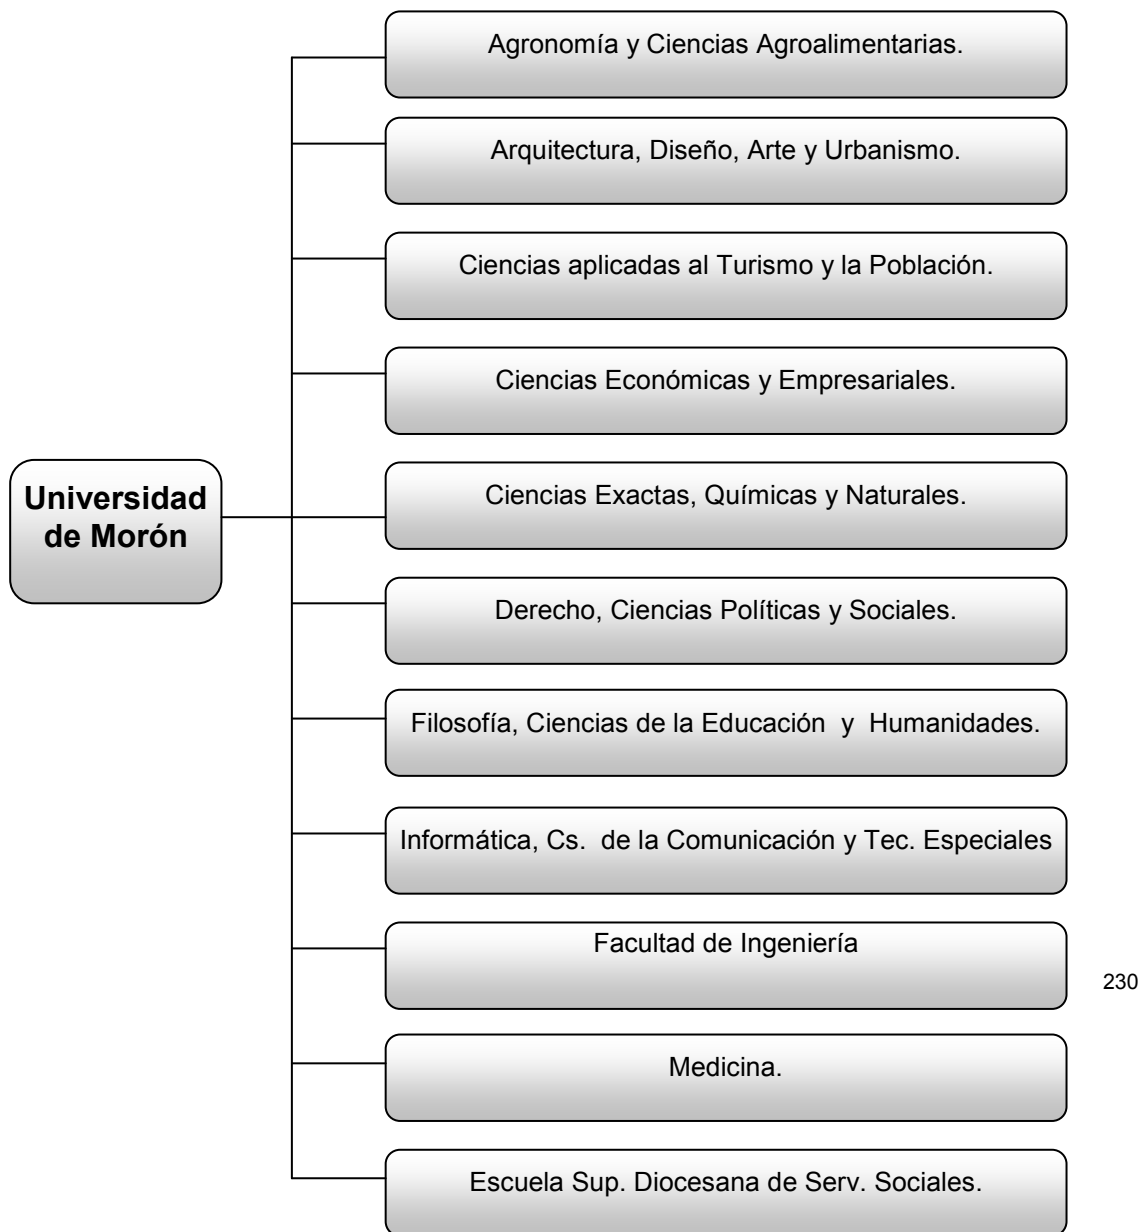 Agronomía y Ciencias Agroalimentarias.
Arquitectura, Diseño, Arte y Urbanismo.
Ciencias aplicadas al Turismo y la Población.
Ciencias Económicas y Empresariales.
Universidad
de Morón
Ciencias Exactas, Químicas y Naturales.
Derecho, Ciencias Políticas y Sociales.
Filosofía, Ciencias de la Educación  y  Humanidades.
Informática, Cs.  de la Comunicación y Tec. Especiales
Facultad de Ingeniería
230
Medicina.
Escuela Sup. Diocesana de Serv. Sociales.